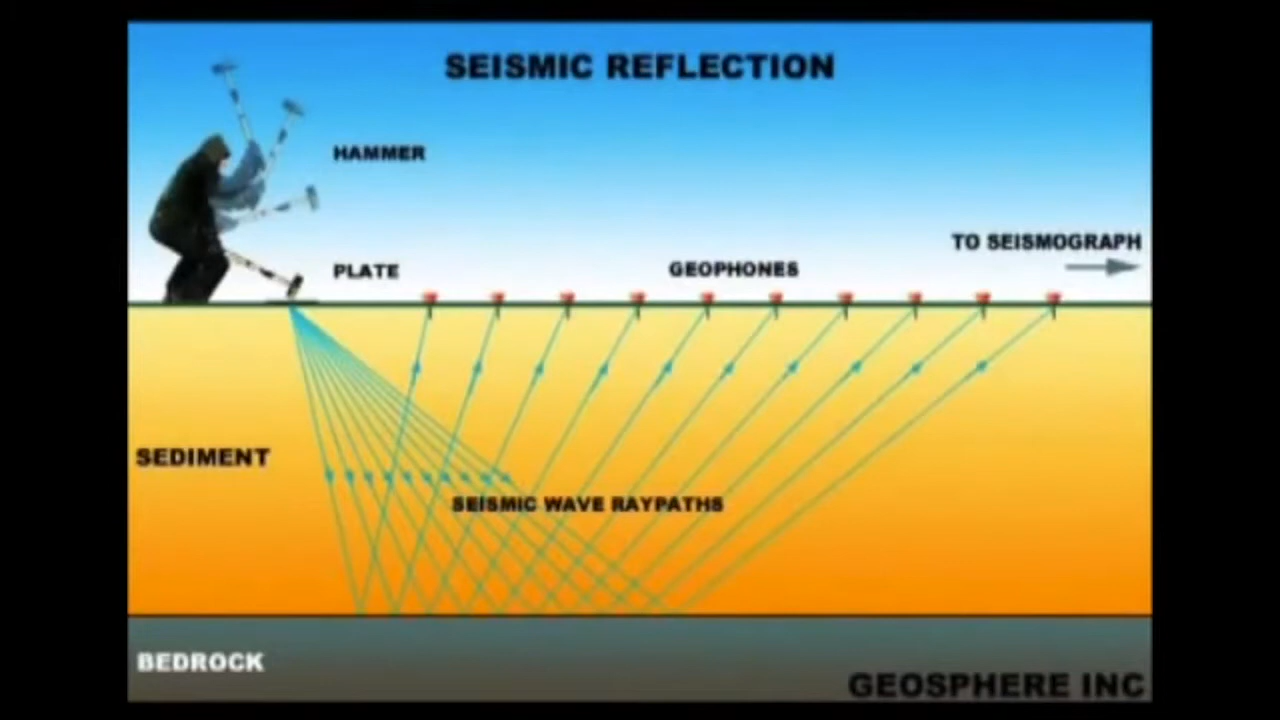 SEISMIC REFLECTION
HAMMER
TO SEISMOGRAPH
PLATE
GEOPHONES
SEDIMENT
SEISMIC WAVE RAYPATHS
BEDROCK
GEOSPHERE INC